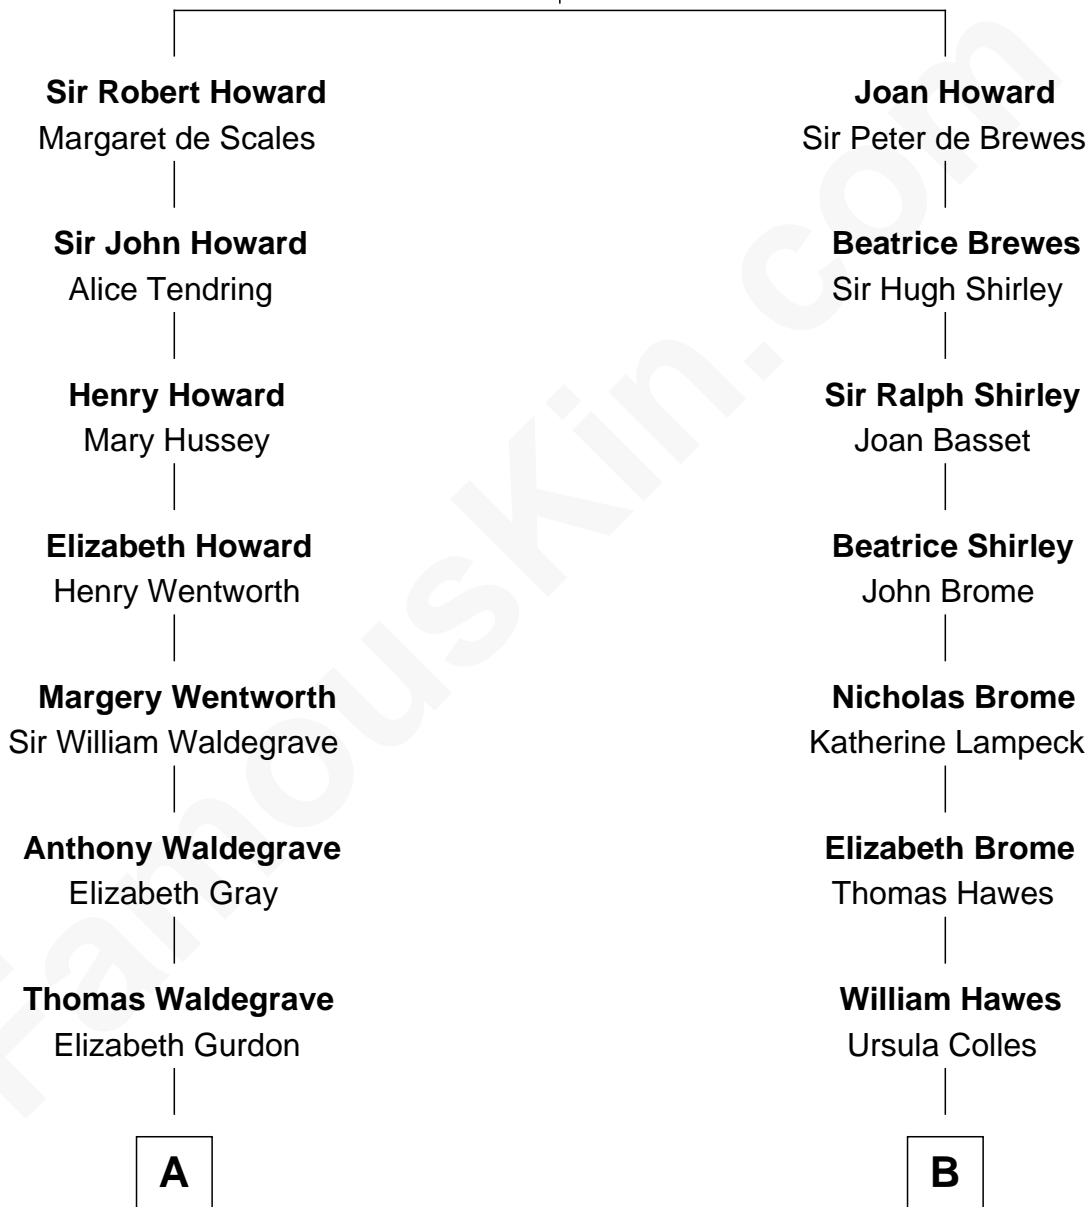 Sir Robert Howard
Margaret de Scales
Sir John Howard
Alice Tendring
Henry Howard
Mary Hussey
Elizabeth Howard
Henry Wentworth
Margery Wentworth
Sir William Waldegrave
Anthony Waldegrave
Elizabeth Gray
Thomas Waldegrave
Elizabeth Gurdon
A
Joan Howard
Sir Peter de Brewes
Beatrice Brewes
Sir Hugh Shirley
Sir Ralph Shirley
Joan Basset
Beatrice Shirley
John Brome
Nicholas Brome
Katherine Lampeck
Elizabeth Brome
Thomas Hawes
William Hawes
Ursula Colles
B
FamousKin.com